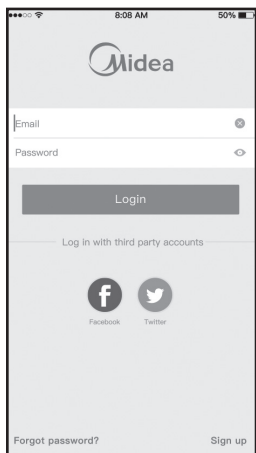 8:08 AM 50%
Midea
Email
Password
Login
Log in with third party accounts
Facebook Twitter
Forgot password? Sign up